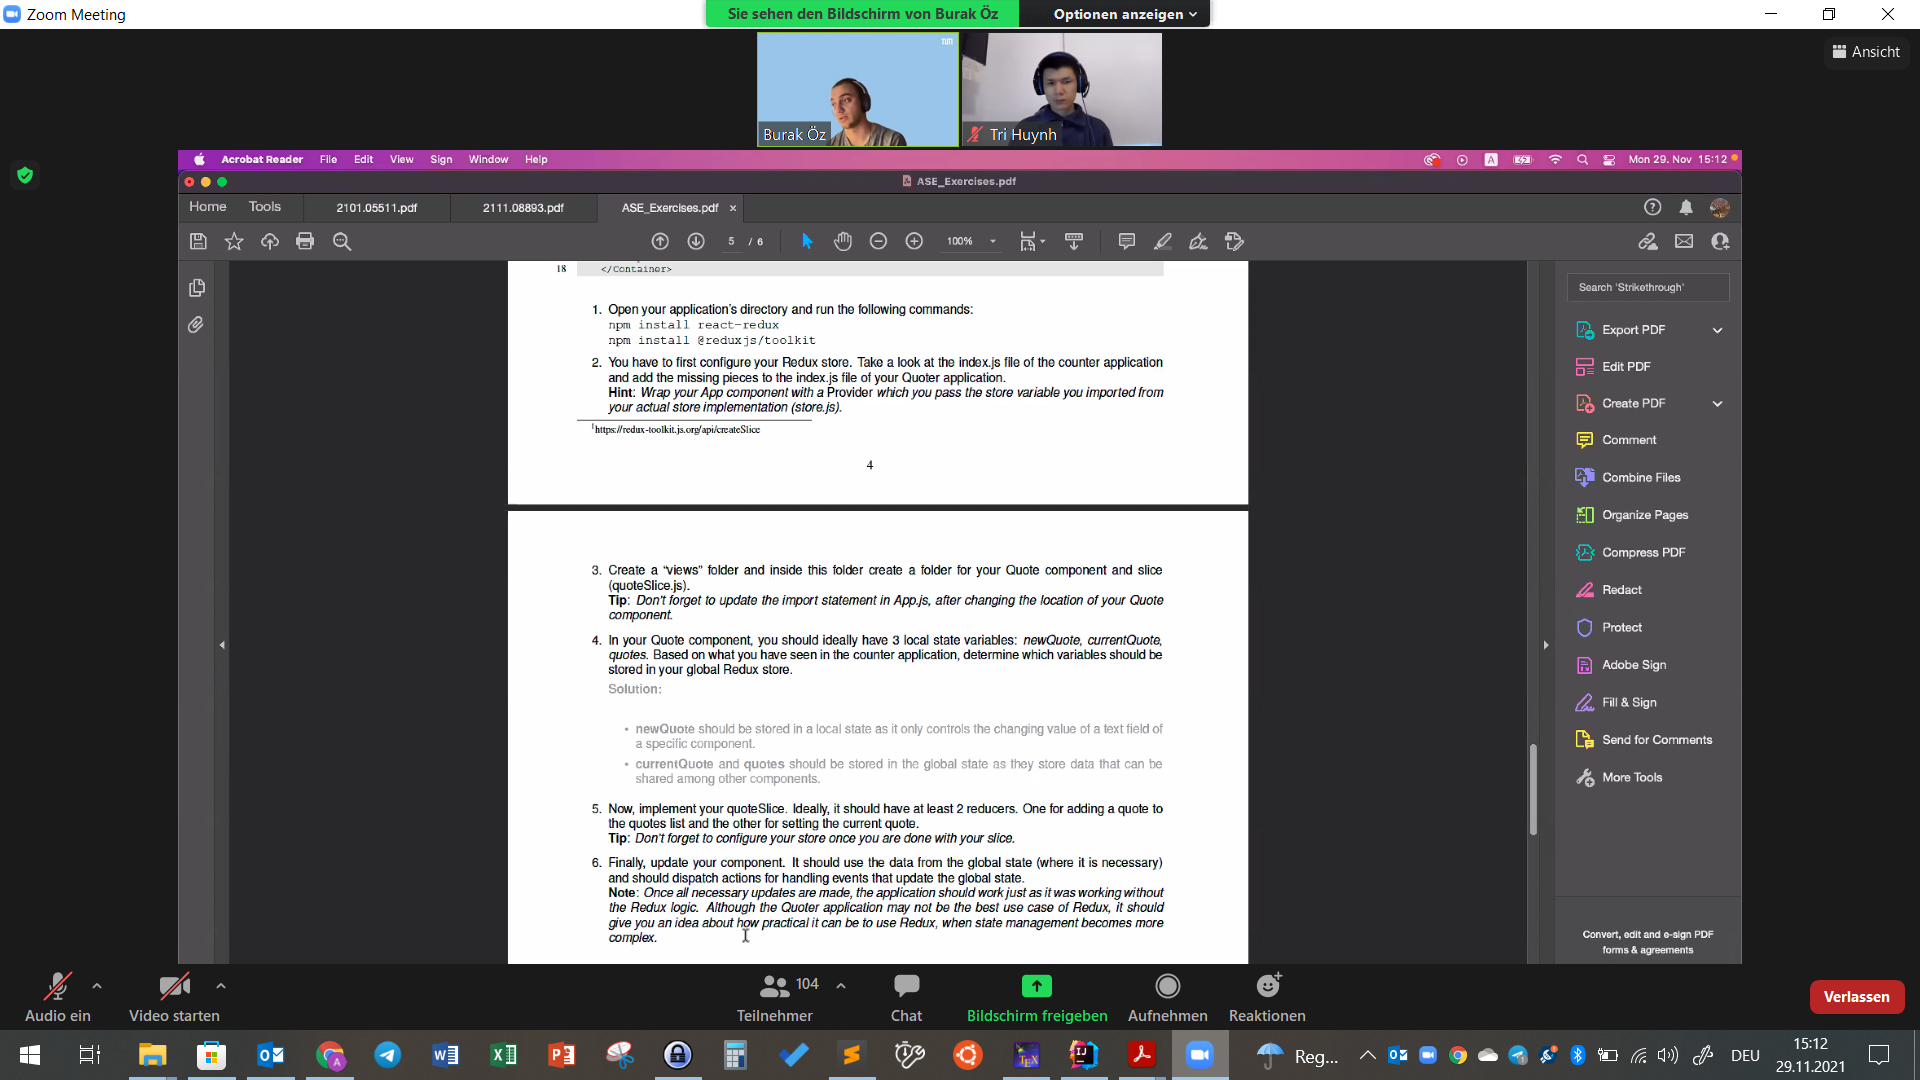 Zoom Meeting
Sie sehen den Bildschirm von Burak Öz
Optionen anzeigen
Ansicht
TUM
Burak Öz
Tri Huynh
Acrobat Reader File Edit View Sign Window Help
A
Mon 29. Nov 15:12
ASE_Exercises.pdf
Home Tools 2101.05511.pdf 2111.08893.pdf ASE_Exercises.pdf ×
5 / 6
100%
18 </Container>
1. Open your application's directory and run the following commands:
npm install react-redux
npm install @reduxjs/toolkit
2. You have to first configure your Redux store. Take a look at the index.js file of the counter application
and add the missing pieces to the index.js file of your Quoter application.
Hint: Wrap your App component with a Provider which you pass the store variable you imported from
your actual store implementation (store.js).
1https://redux-toolkit.js.org/api/createSlice
4
3. Create a "views" folder and inside this folder create a folder for your Quote component and slice
(quoteSlice.js).
Tip: Don't forget to update the import statement in App.js, after changing the location of your Quote
component.
4. In your Quote component, you should ideally have 3 local state variables: newQuote, currentQuote,
quotes. Based on what you have seen in the counter application, determine which variables should be
stored in your global Redux store.
Solution:
• newQuote should be stored in a local state as it only controls the changing value of a text field of
a specific component.
• currentQuote and quotes should be stored in the global state as they store data that can be
shared among other components.
5. Now, implement your quoteSlice. Ideally, it should have at least 2 reducers. One for adding a quote to
the quotes list and the other for setting the current quote.
Tip: Don't forget to configure your store once you are done with your slice.
6. Finally, update your component. It should use the data from the global state (where it is necessary)
and should dispatch actions for handling events that update the global state.
Note: Once all necessary updates are made, the application should work just as it was working without
the Redux logic. Although the Quoter application may not be the best use case of Redux, it should
give you an idea about how practical it can be to use Redux, when state management becomes more
complex.
Search 'Strikethrough'
Export PDF
Edit PDF
Create PDF
Comment
Combine Files
Organize Pages
Compress PDF
Redact
Protect
Adobe Sign
Fill & Sign
Send for Comments
More Tools
Convert, edit and e-sign PDF
forms & agreements
Audio ein
Video starten
104
Teilnehmer
Chat
Bildschirm freigeben
Aufnehmen
Reaktionen
Verlassen
Reg...
DEU
15:12
29.11.2021